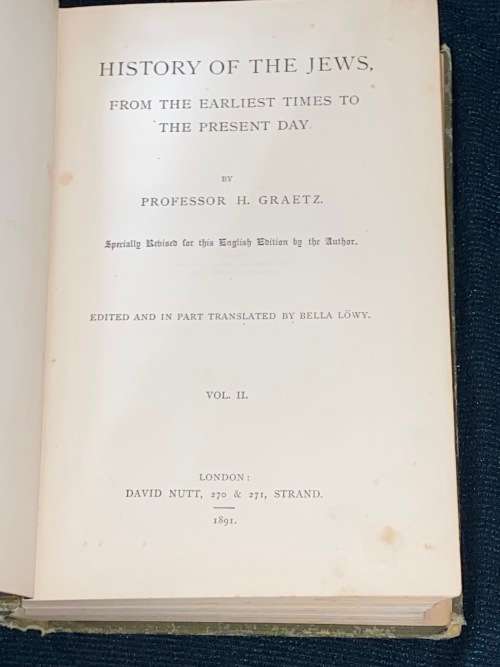 HISTORY OF THE JEWS,
FROM THE EARLIEST TIMES TO
THE PRESENT DAY.
BY
PROFESSOR H. GRAETZ.
Specially Revised for this English Edition by the Author.
EDITED AND IN PART TRANSLATED BY BELLA LÖWY.
VOL. II.
LONDON:
DAVID NUTT, 270 & 271, STRAND.
1891.